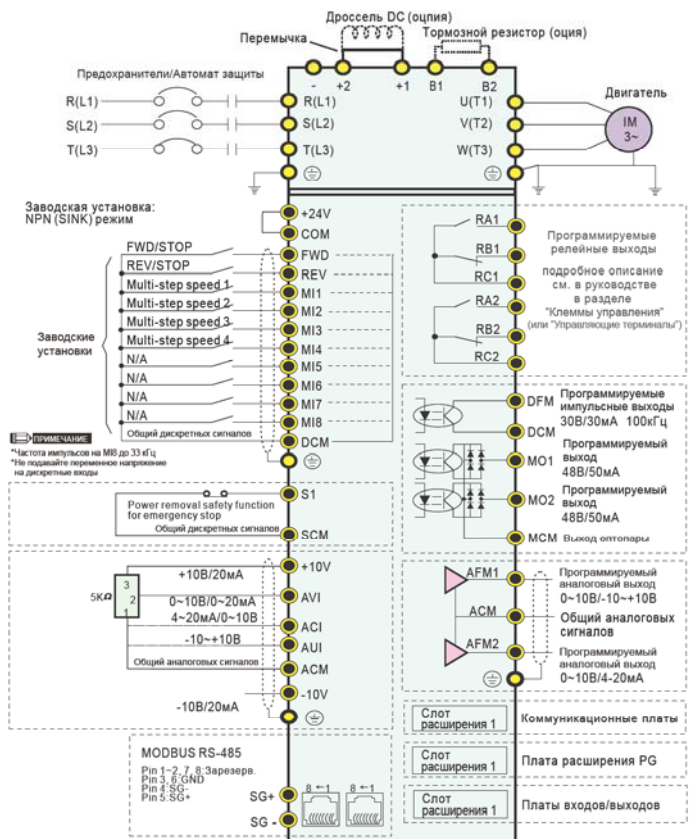 Дроссель DC (оцпия)
Перемычка
Тормозной резистор (оция)
- +2 +1 B1 B2
Предохранители/Автомат защиты
Двигатель
R(L1)
R(L1)
U(T1)
IM
3~
S(L2)
S(L2)
V(T2)
T(L3)
T(L3)
W(T3)
Заводская установка:
NPN (SINK) режим
+24V
COM
FWD/STOP
FWD
REV/STOP
REV
Multi-step speed 1
MI1
Multi-step speed 2
MI2
Multi-step speed 3
MI3
Multi-step speed 4
MI4
N/A
MI5
N/A
MI6
N/A
MI7
N/A
MI8
Общий дискретных сигналов
DCM
Заводские
установки
ПРИМЕЧАНИЕ
*Частота импульсов на MI8 до 33 кГц
*Не подавайте переменное напряжение
на дискретные входы
RA1
RB1
RC1
RA2
RB2
RC2
Программируемые
релейные выходы
подробное описание
см. в руководстве
в разделе
"Клеммы управления"
(или "Управляющие терминалы")
S1
Power removal safety function
for emergency stop
Общий дискретных сигналов
SCM
DFM
Программируемые
импульсные выходы
30В/30мА 100кГц
DCM
MO1
Программируемый
выход
48В/50мА
MO2
Программируемый
выход
48В/50мА
MCM
Выход оптопары
+10V
+10В/20мА
5KΩ
3
2
1
AVI
0~10В/0~20мА
4~20мА/0~10В
ACI
-10~+10В
AUI
Общий аналоговых сигналов
ACM
-10V
-10В/20мА
AFM1
Программируемый
аналоговый выход
0~10В/-10~+10В
ACM
Общий аналоговых
сигналов
AFM2
Программируемый
аналоговый выход
0~10В/4-20мА
MODBUS RS-485
Pin 1~2, 7, 8:Зарезерв.
Pin 3, 6:GND
Pin 4:SG-
Pin 5:SG+
SG+
SG -
8 ←1
8 ←1
Слот
расширения 1
Коммуникационные платы
Слот
расширения 1
Плата расширения PG
Слот
расширения 1
Платы входов/выходов